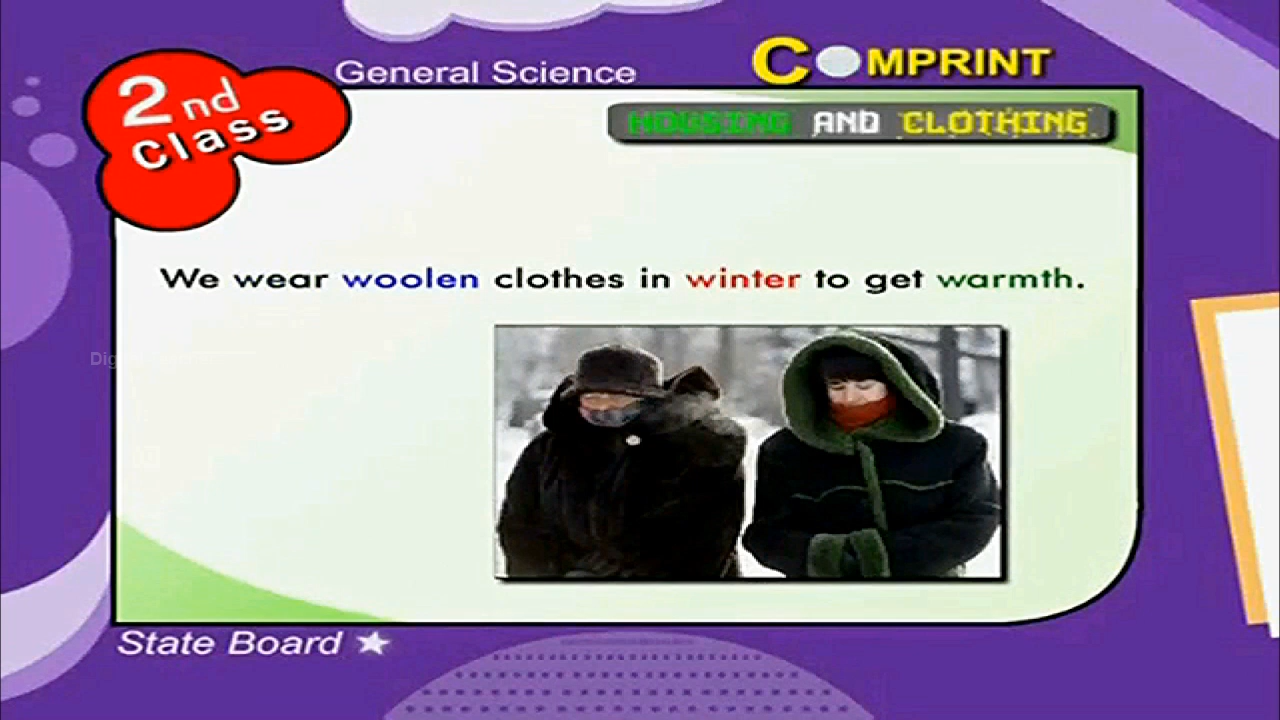 General Science
COMPRINT
2nd
Class
HOUSING AND CLOTHING
We wear woolen clothes in winter to get warmth.
State Board